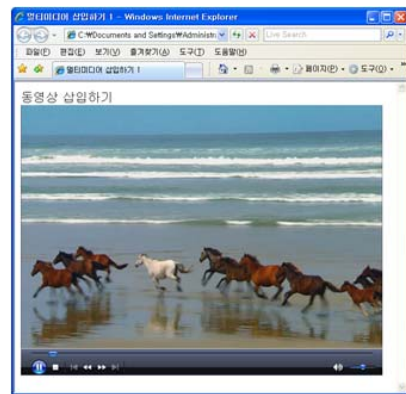 멀티미디어 삽입하기 1 - Windows Internet Explorer
C:₩Documents and Settings₩Administra
Live Search
파일(F) 편집(E) 보기(V) 즐겨찾기(A) 도구(T) 도움말(H)
멀티미디어 삽입하기 1
페이지(P) 도구(O)
동영상 삽입하기